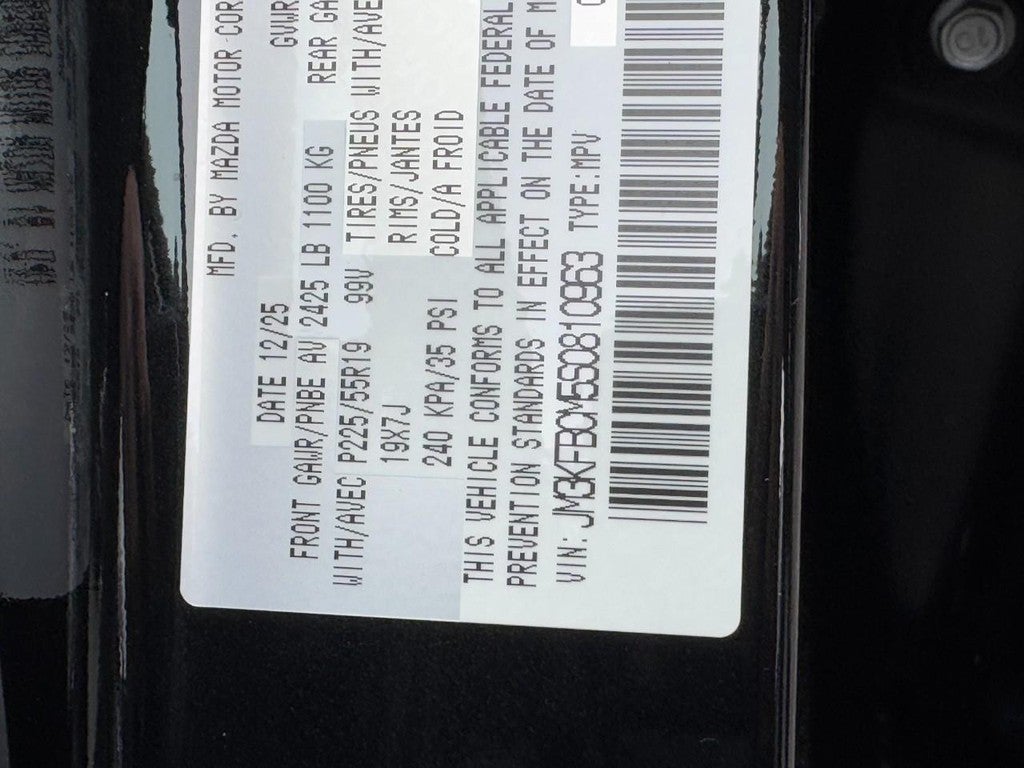 MFD. BY MAZDA MOTOR COR
DATE 12/25 GVWR
FRONT GAWR/PNBE AV 2425 LB 1100 KG REAR GA
WITH/AVEC P225/55R19 99V TIRES/PNEUS WITH/AVE
19X7J RIMS/JANTES
240 KPA/35 PSI COLD/A FROID
THIS VEHICLE CONFORMS TO ALL APPLICABLE FEDERAL
PREVENTION STANDARDS IN EFFECT ON THE DATE OF M
VIN: JM3KFBCM5S0810963 TYPE:MPV